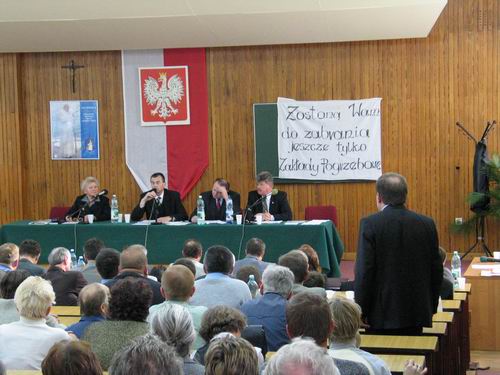 Zostaną Wam
do zabrania
jeszcze tylko
Zakłady Pogrzebowe